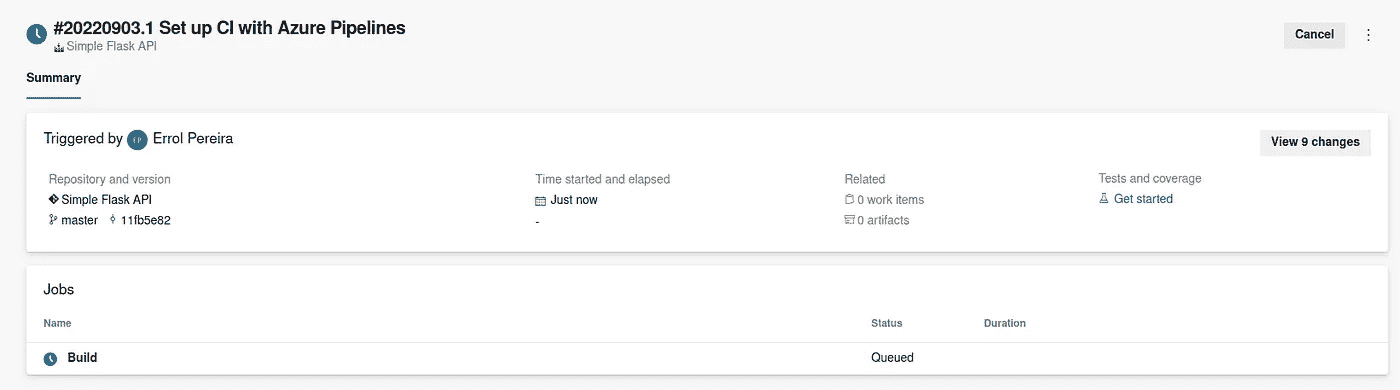 #20220903.1 Set up CI with Azure Pipelines
Simple Flask API
Cancel
Summary
Triggered by EP Errol Pereira
View 9 changes
Repository and version
Time started and elapsed
Related
Tests and coverage
Simple Flask API
Just now
0 work items
Get started
master 11fb5e82
-
0 artifacts
Jobs
Name
Status
Duration
Build
Queued